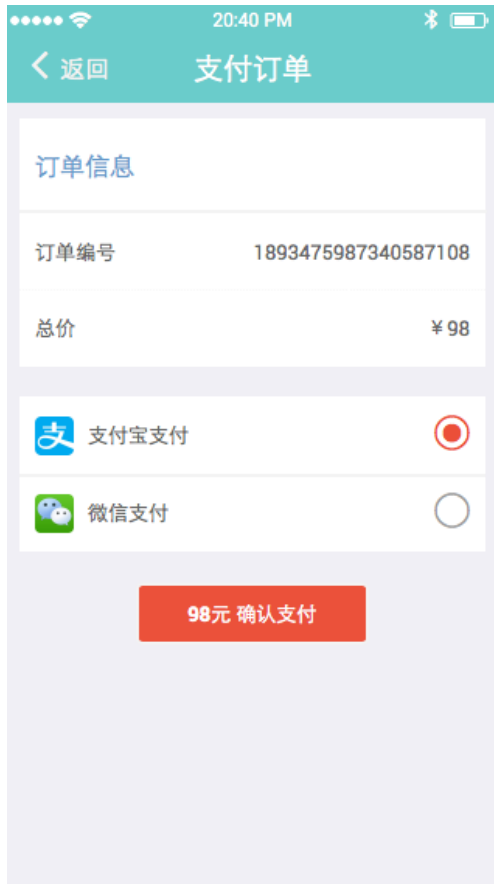 20:40 PM
返回 支付订单
订单信息
订单编号 1893475987340587108
总价 ￥98
支 支付宝支付
微信支付
98元 确认支付